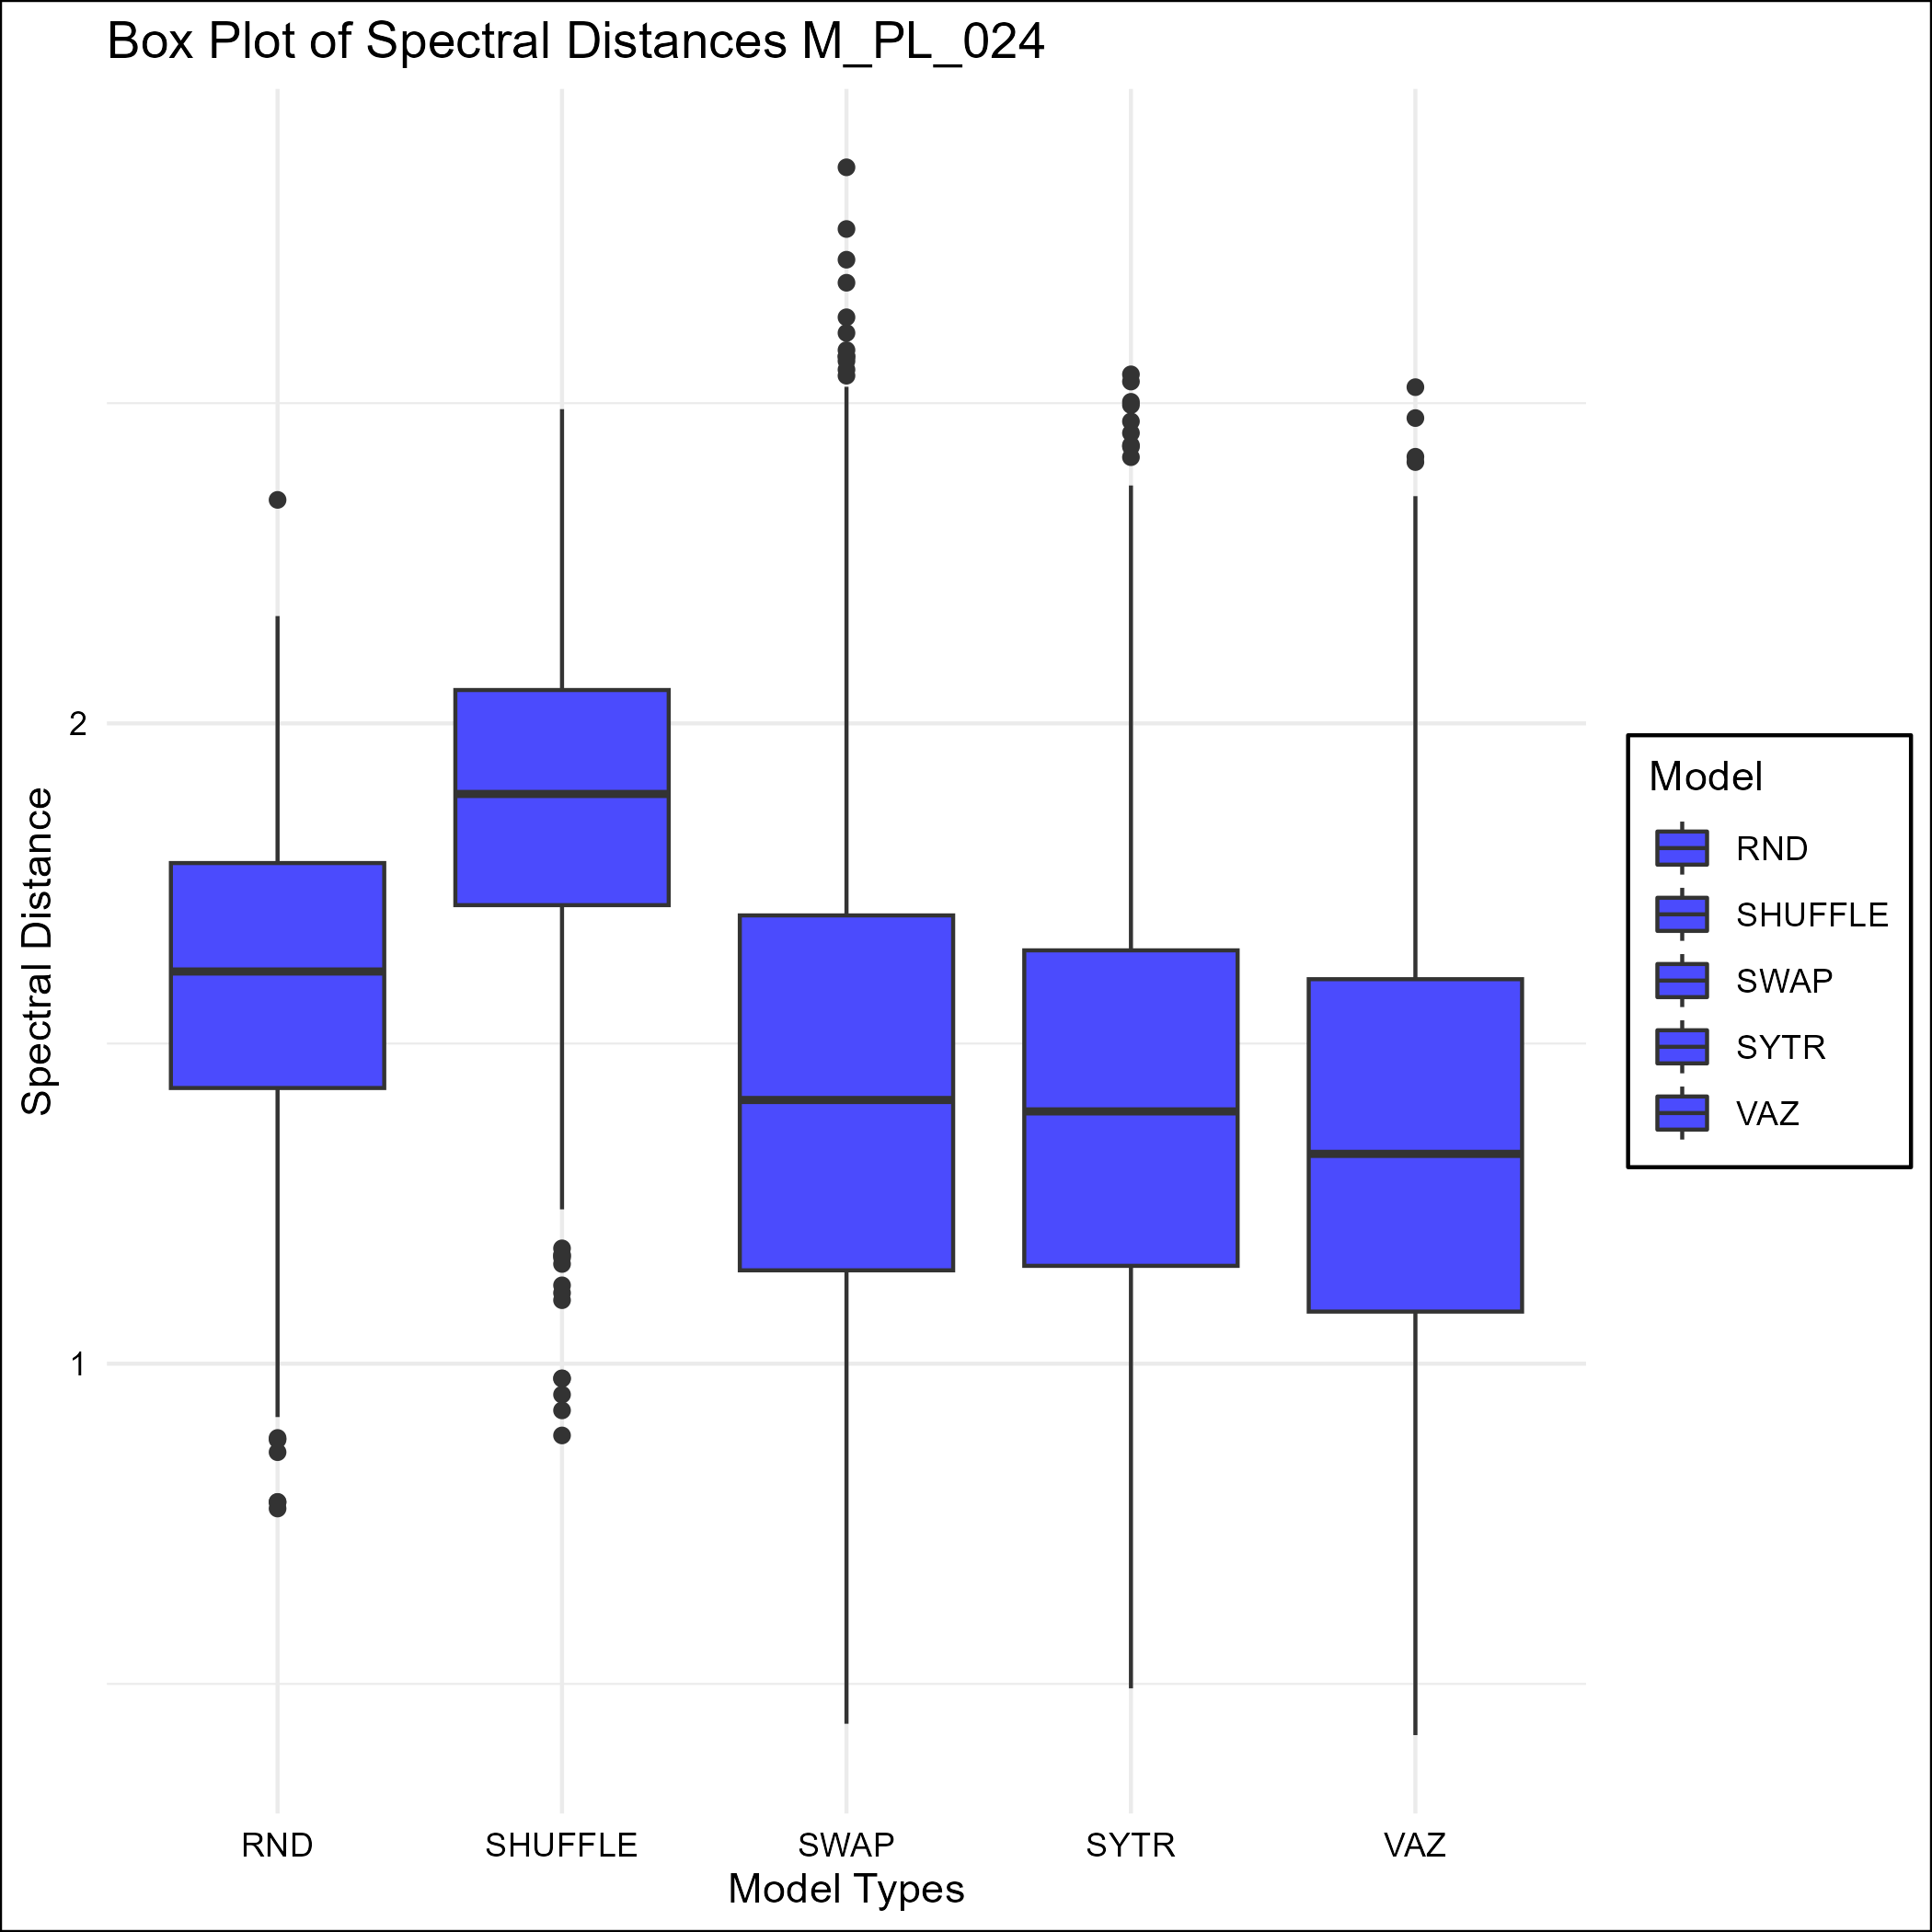 Box Plot of Spectral Distances M_PL_024
Spectral Distance
2
1
RND
SHUFFLE
SWAP
SYTR
VAZ
Model Types
Model
RND
SHUFFLE
SWAP
SYTR
VAZ